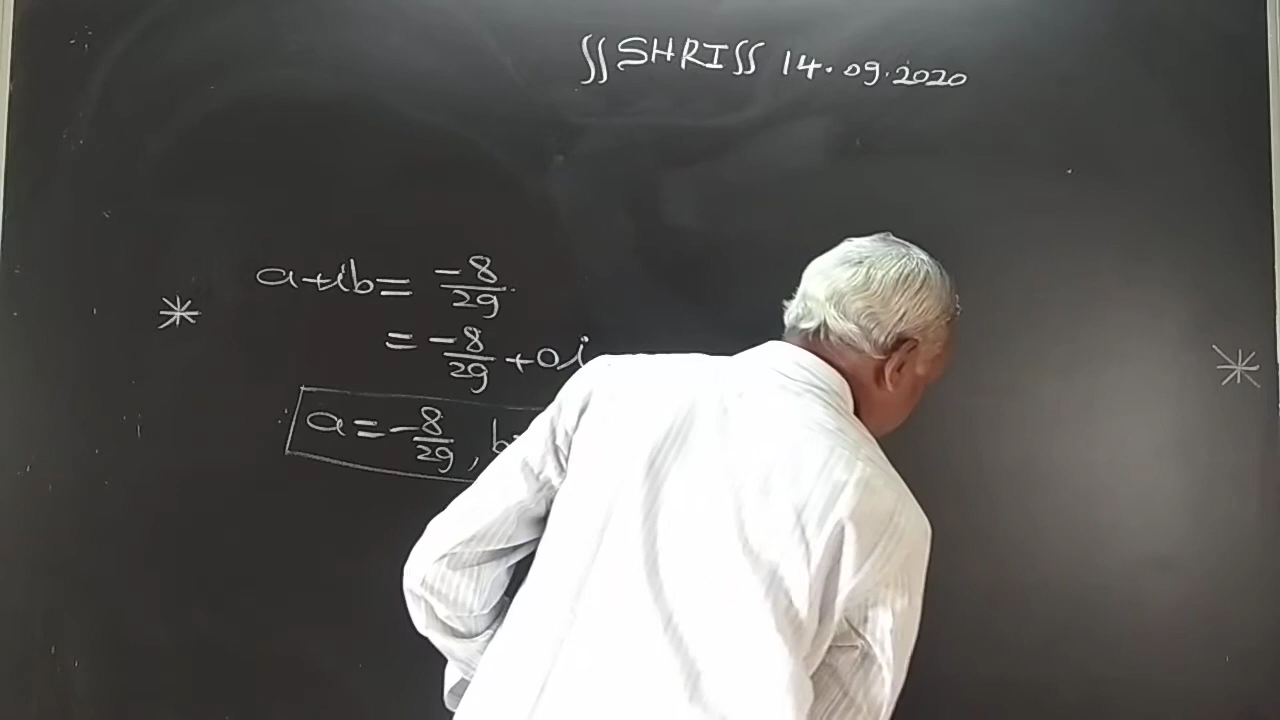 ∬ SHRI ∬ 14.09.2020
a+ib = -8/29
= -8/29 + 0i
a = -8/29, b